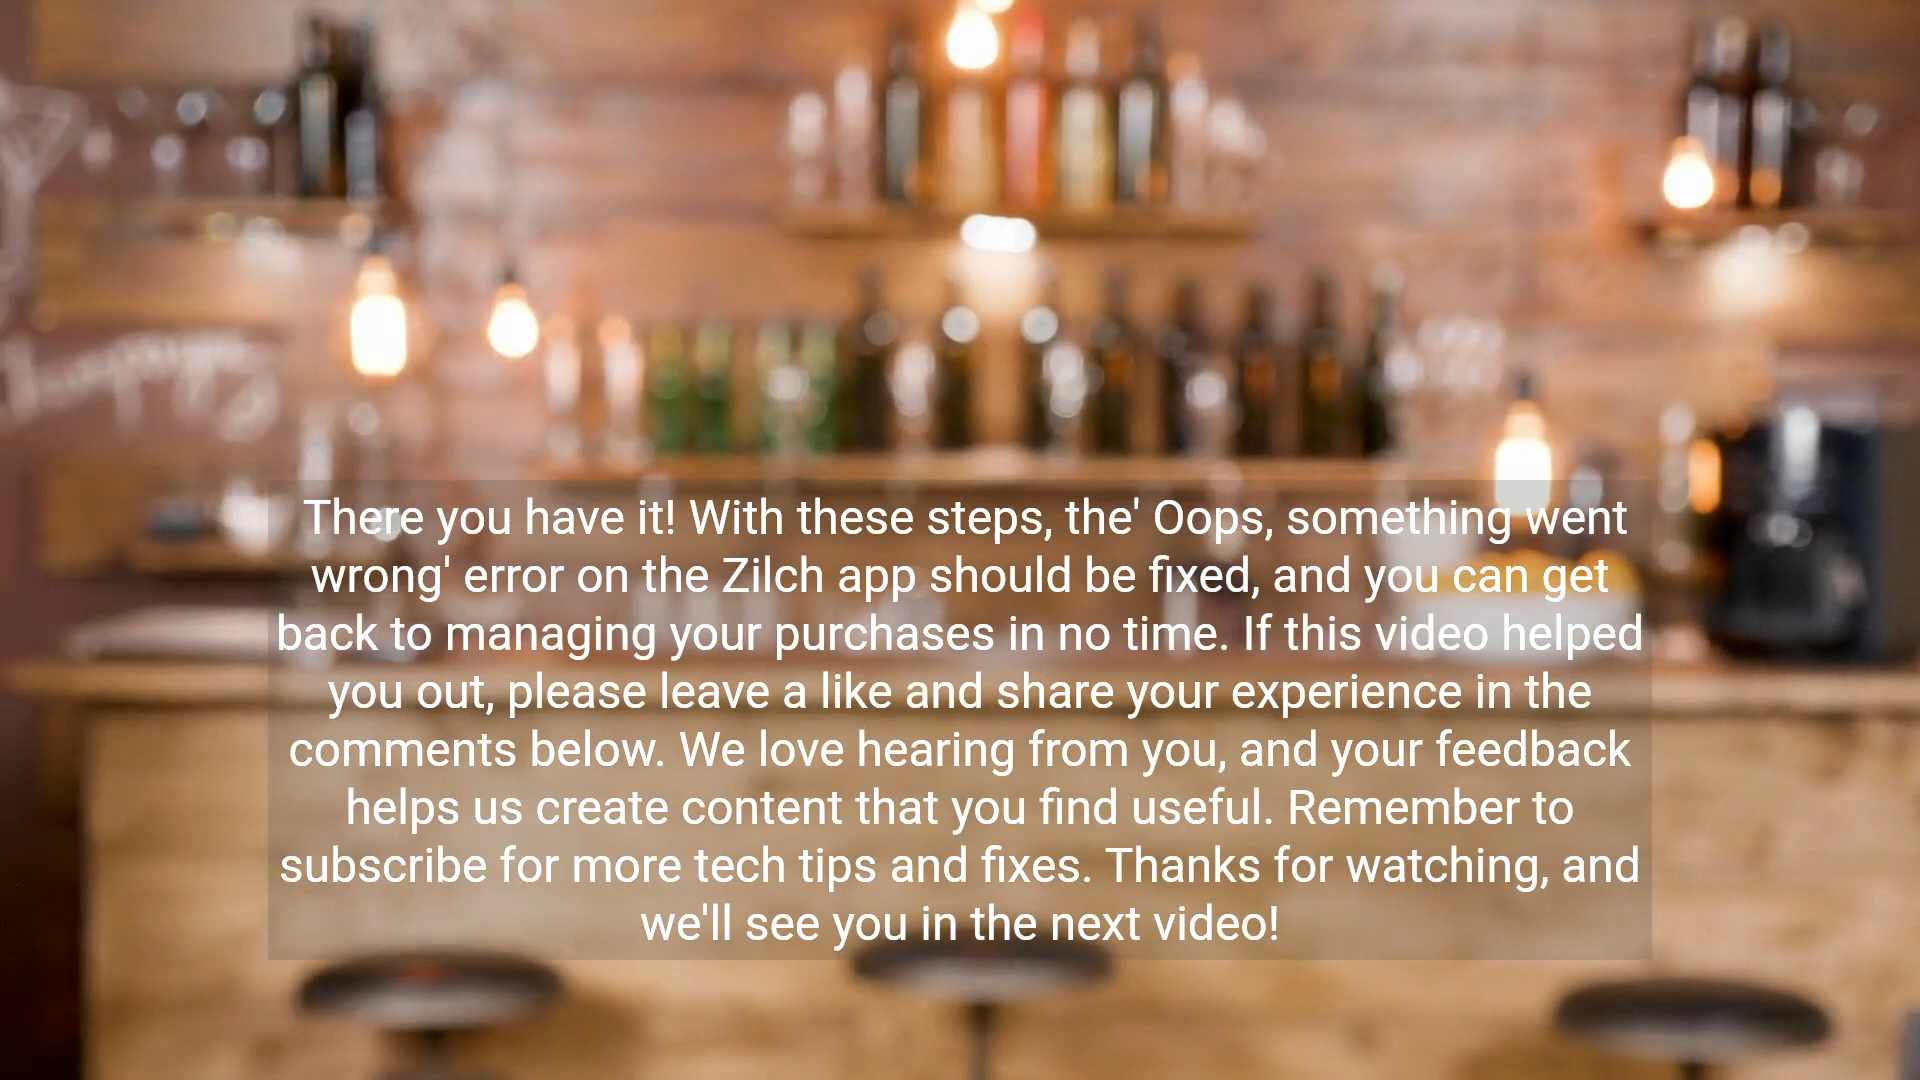 There you have it! With these steps, the' Oops, something went
wrong' error on the Zilch app should be fixed, and you can get
back to managing your purchases in no time. If this video helped
you out, please leave a like and share your experience in the
comments below. We love hearing from you, and your feedback
helps us create content that you find useful. Remember to
subscribe for more tech tips and fixes. Thanks for watching, and
we'll see you in the next video!